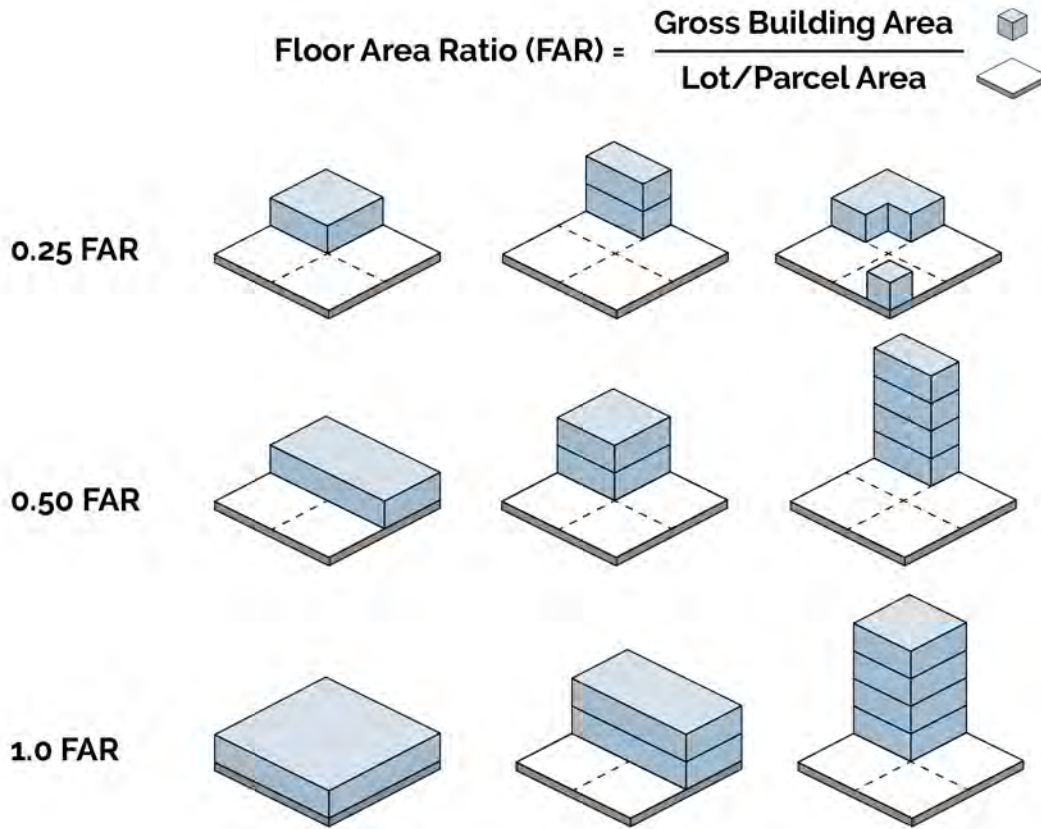 Floor Area Ratio (FAR) = Gross Building Area
Lot/Parcel Area
0.25 FAR
0.50 FAR
1.0 FAR